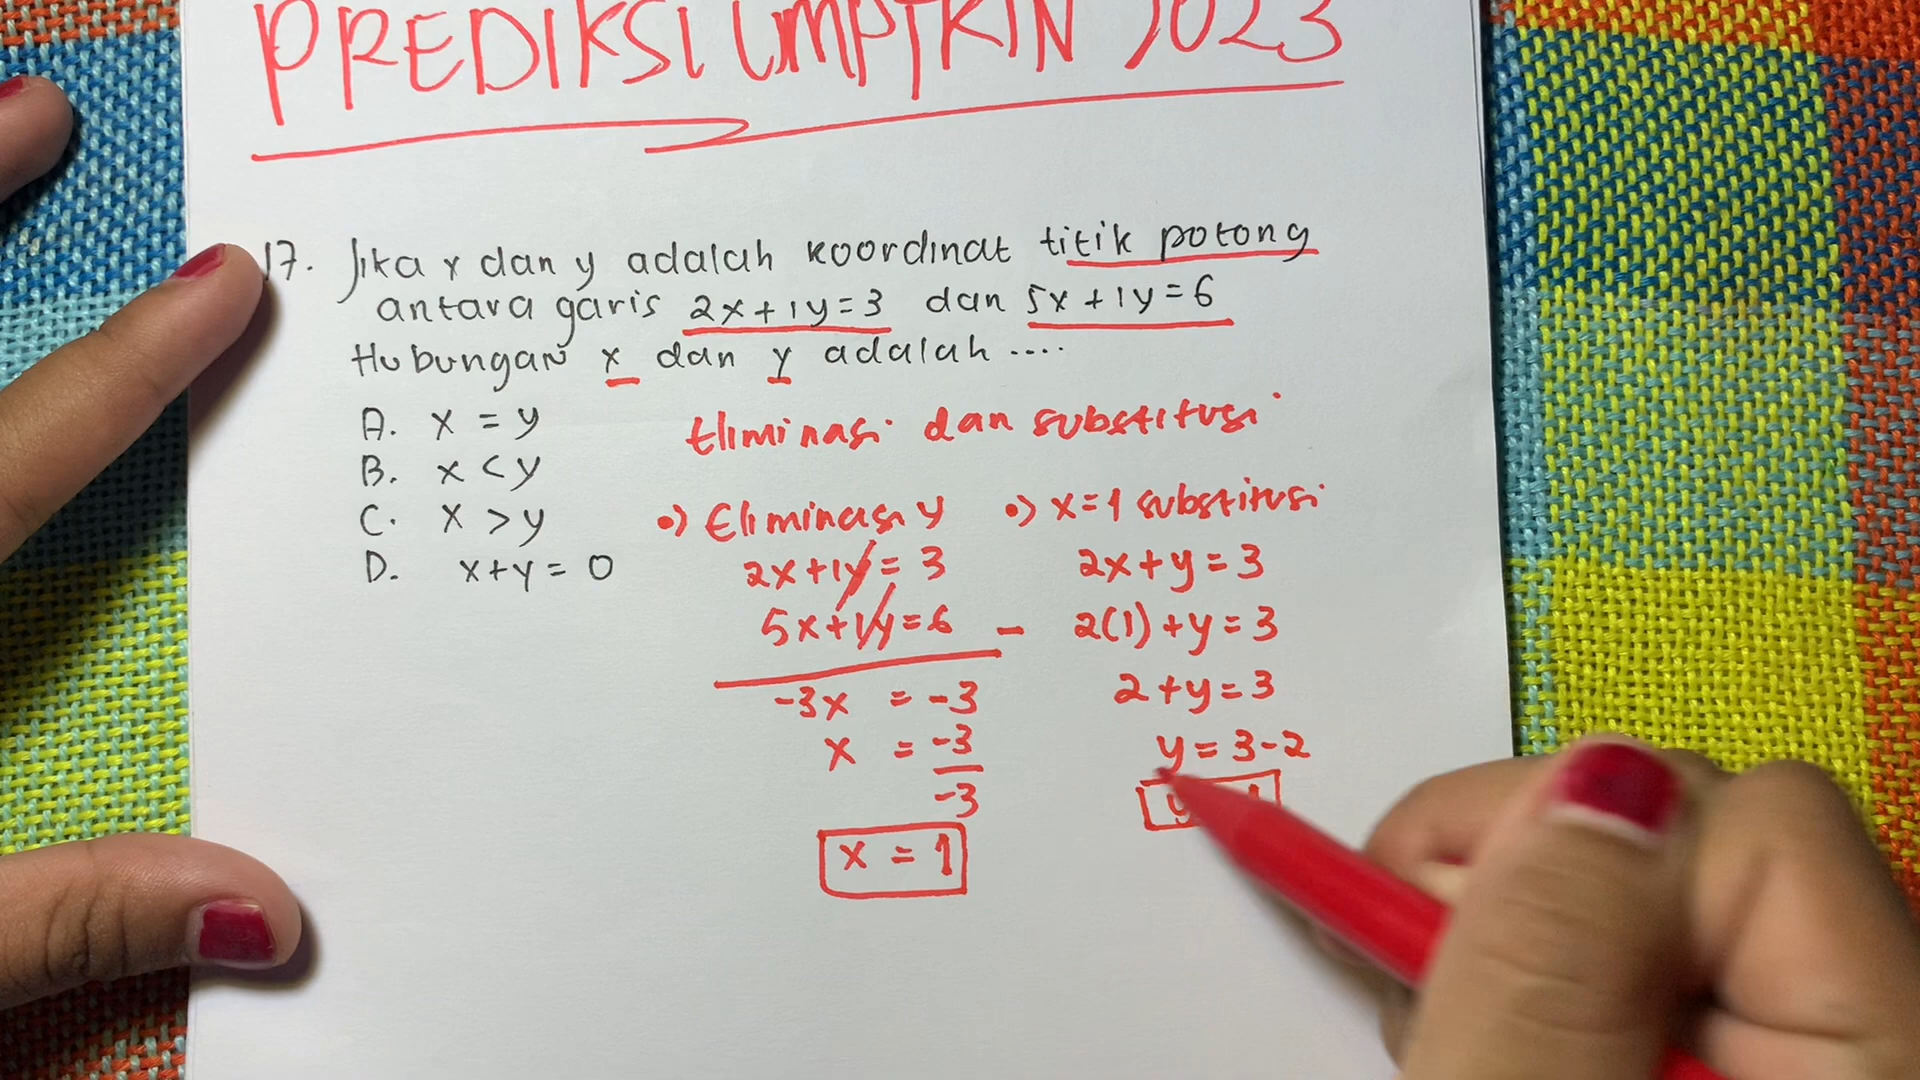 PREDIKSI UMPTKIN 2023
17. Jika x dan y adalah koordinat titik potong
antara garis 2x+1y=3 dan 5x+1y=6
Hubungan x dan y adalah ....
A. x = y
B. x < y
C. x > y
D. x+y = 0
Eliminasi dan substitusi
•) Eliminasi y
2x+1y = 3
5x+1y=6 -
-3x = -3
x = -3
-3
x = 1
•) x=1 substitusi
2x+y=3
2(1)+y=3
2+y=3
y=3-2